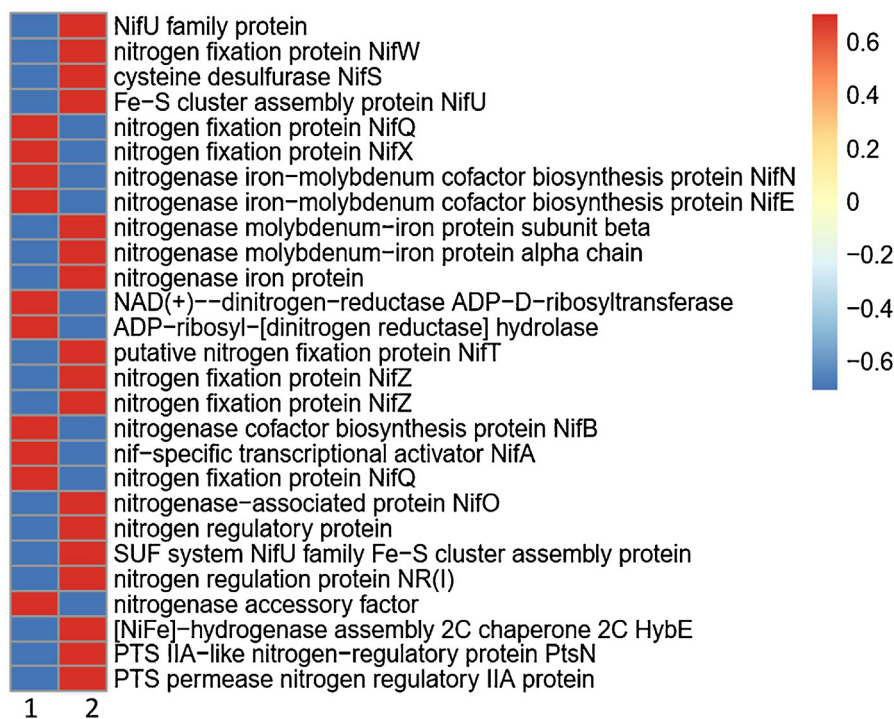 NifU family protein
nitrogen fixation protein NifW
cysteine desulfurase NifS
Fe−S cluster assembly protein NifU
nitrogen fixation protein NifQ
nitrogen fixation protein NifX
nitrogenase iron−molybdenum cofactor biosynthesis protein NifN
nitrogenase iron−molybdenum cofactor biosynthesis protein NifE
nitrogenase molybdenum−iron protein subunit beta
nitrogenase molybdenum−iron protein alpha chain
nitrogenase iron protein
NAD(+)−−dinitrogen−reductase ADP−D−ribosyltransferase
ADP−ribosyl−[dinitrogen reductase] hydrolase
putative nitrogen fixation protein NifT
nitrogen fixation protein NifZ
nitrogen fixation protein NifZ
nitrogenase cofactor biosynthesis protein NifB
nif−specific transcriptional activator NifA
nitrogen fixation protein NifQ
nitrogenase−associated protein NifO
nitrogen regulatory protein
SUF system NifU family Fe−S cluster assembly protein
nitrogen regulation protein NR(I)
nitrogenase accessory factor
[NiFe]−hydrogenase assembly 2C chaperone 2C HybE
PTS IIA−like nitrogen−regulatory protein PtsN
PTS permease nitrogen regulatory IIA protein
1 2
0.6
0.4
0.2
0
−0.2
−0.4
−0.6